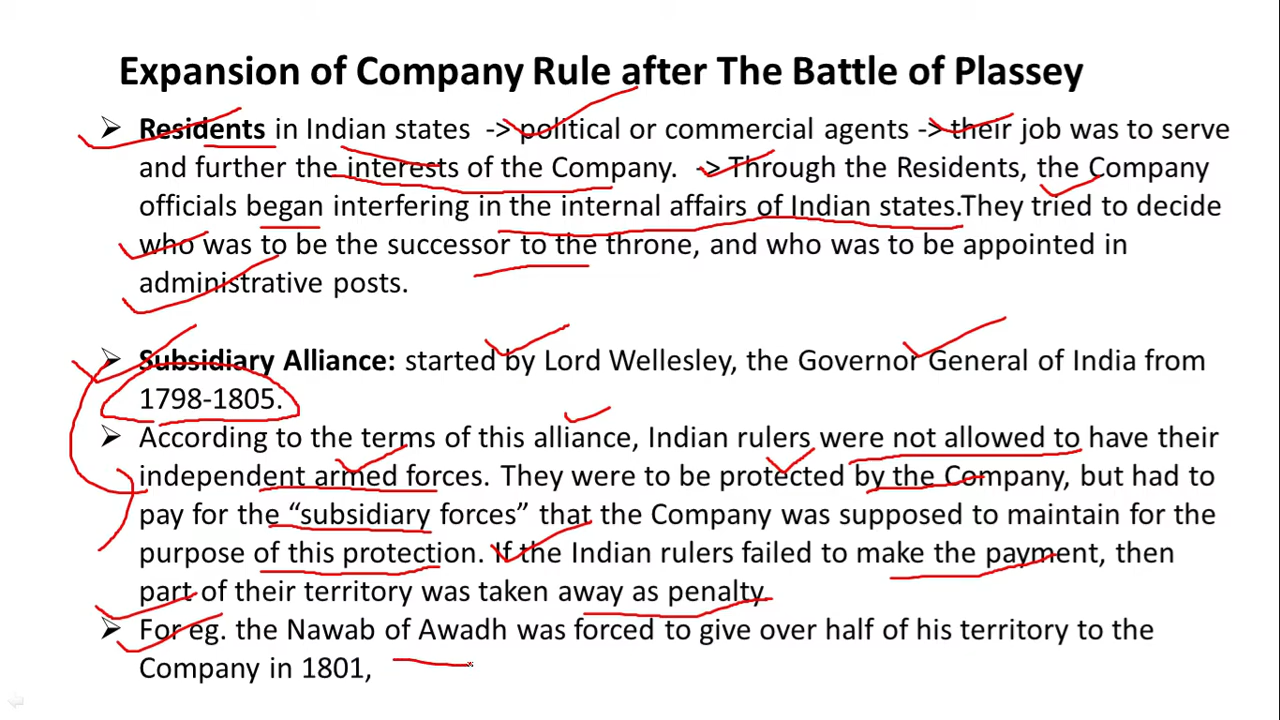 Expansion of Company Rule after The Battle of Plassey
➢ Residents in Indian states -> political or commercial agents -> their job was to serve
and further the interests of the Company. -> Through the Residents, the Company
officials began interfering in the internal affairs of Indian states.They tried to decide
who was to be the successor to the throne, and who was to be appointed in
administrative posts.
➢ Subsidiary Alliance: started by Lord Wellesley, the Governor General of India from
1798-1805.
➢ According to the terms of this alliance, Indian rulers were not allowed to have their
independent armed forces. They were to be protected by the Company, but had to
pay for the “subsidiary forces” that the Company was supposed to maintain for the
purpose of this protection. If the Indian rulers failed to make the payment, then
part of their territory was taken away as penalty.
➢ For eg. the Nawab of Awadh was forced to give over half of his territory to the
Company in 1801,